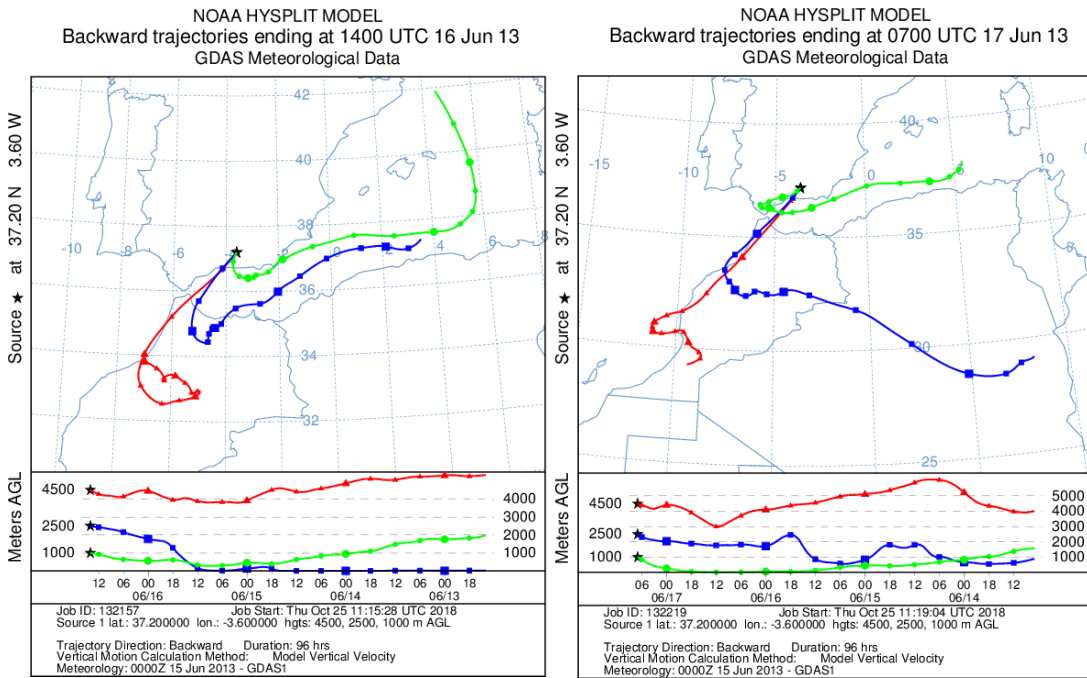 NOAA HYSPLIT MODEL
Backward trajectories ending at 1400 UTC 16 Jun 13
GDAS Meteorological Data
Source ★ at 37.20 N 3.60 W
42
40
38
36
34
32
-10 -8 -6 -2 0 2 4 6 8
Meters AGL
4500
2500
1000
4000
3000
2000
1000
12 06 00 18 12 06 00 18 12 06 00 18 12 06 00 18
06/16 06/15 06/14 06/13
Job ID: 132157 Job Start: Thu Oct 25 11:15:28 UTC 2018
Source 1 lat.: 37.200000 lon.: -3.600000 hgts: 4500, 2500, 1000 m AGL
Trajectory Direction: Backward Duration: 96 hrs
Vertical Motion Calculation Method: Model Vertical Velocity
Meteorology: 0000Z 15 Jun 2013 - GDAS1
NOAA HYSPLIT MODEL
Backward trajectories ending at 0700 UTC 17 Jun 13
GDAS Meteorological Data
Source ★ at 37.20 N 3.60 W
40
35
30
25
-15 -10 -5 0 5 10
Meters AGL
4500
2500
1000
5000
4000
3000
2000
1000
06 00 18 12 06 00 18 12 06 00 18 12 06 00 18 12
06/17 06/16 06/15 06/14
Job ID: 132219 Job Start: Thu Oct 25 11:19:04 UTC 2018
Source 1 lat.: 37.200000 lon.: -3.600000 hgts: 4500, 2500, 1000 m AGL
Trajectory Direction: Backward Duration: 96 hrs
Vertical Motion Calculation Method: Model Vertical Velocity
Meteorology: 0000Z 15 Jun 2013 - GDAS1